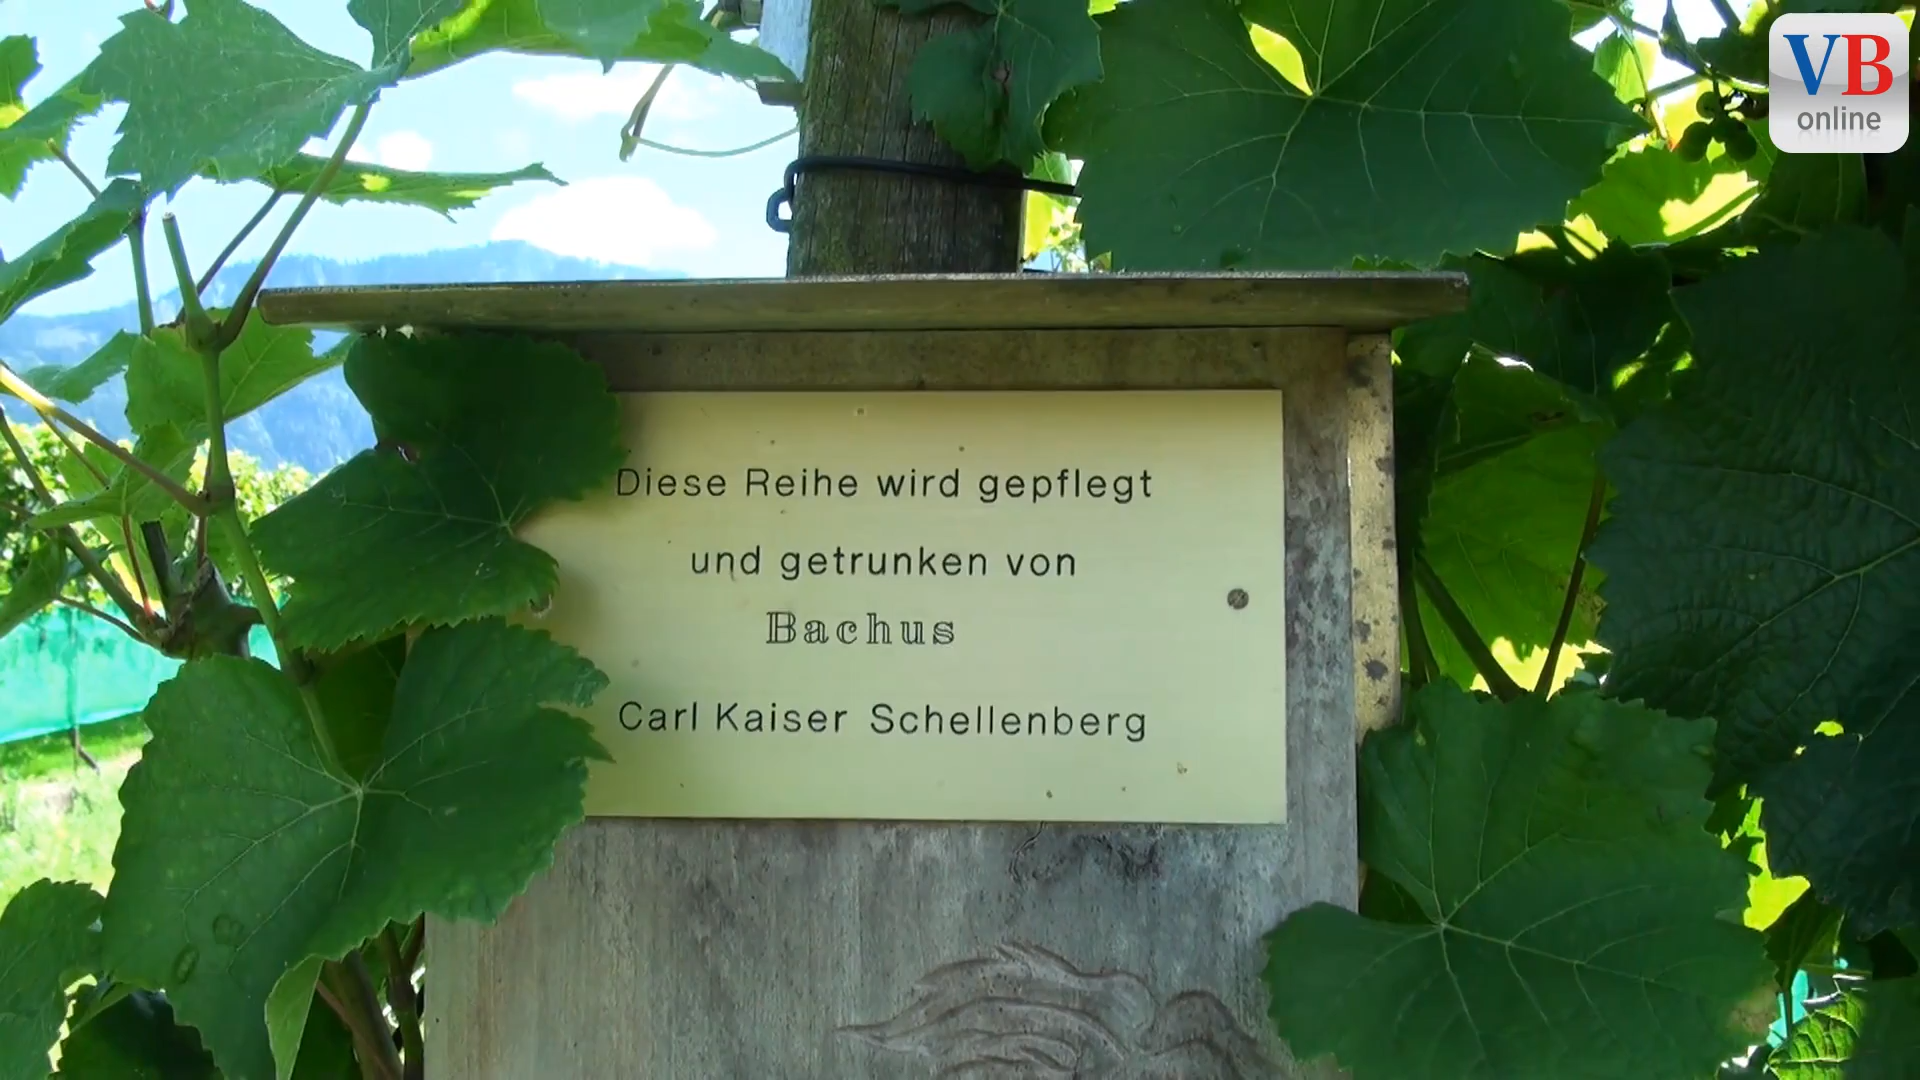 VB
online
Diese Reihe wird gepflegt
und getrunken von
Bachus
Carl Kaiser Schellenberg